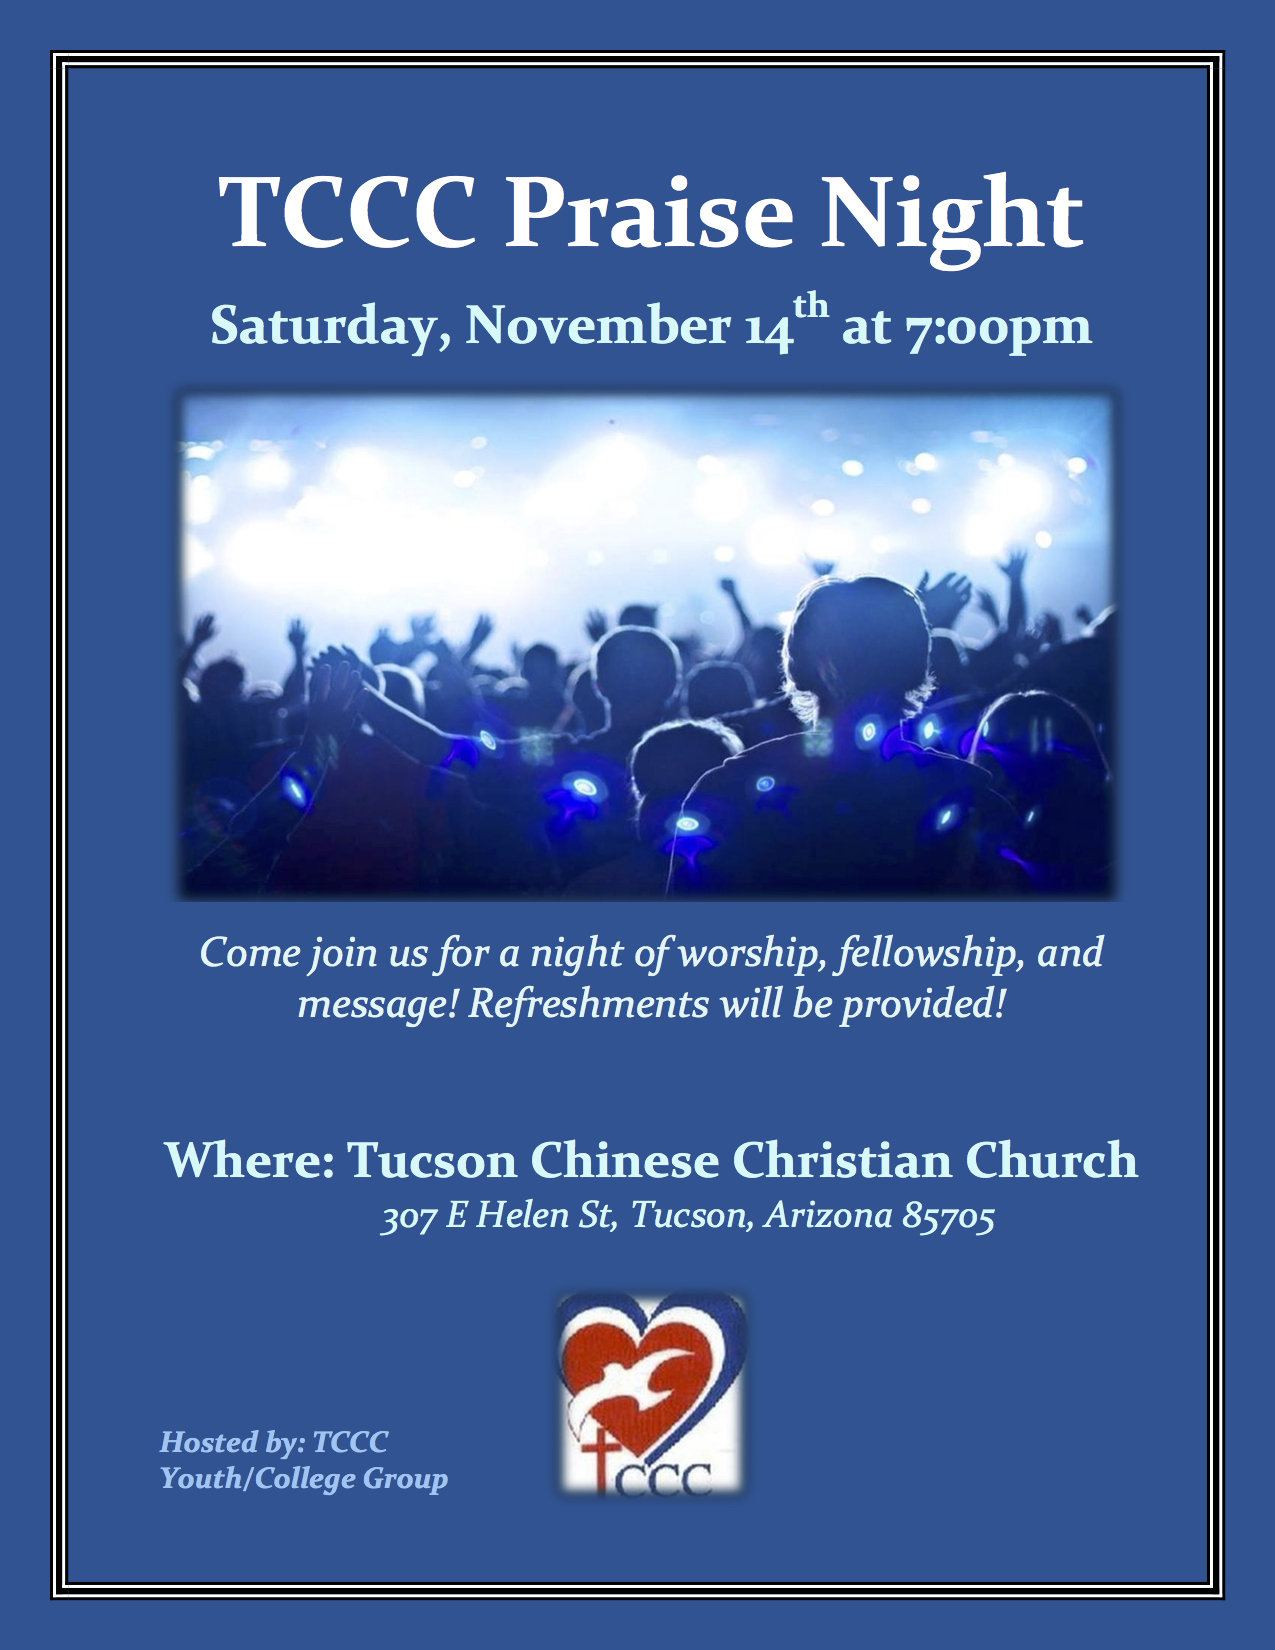 TCCC Praise Night
Saturday, November 14th at 7:00pm
Come join us for a night of worship, fellowship, and
message! Refreshments will be provided!
Where: Tucson Chinese Christian Church
307 E Helen St, Tucson, Arizona 85705
Hosted by: TCCC
Youth/College Group
TCCC